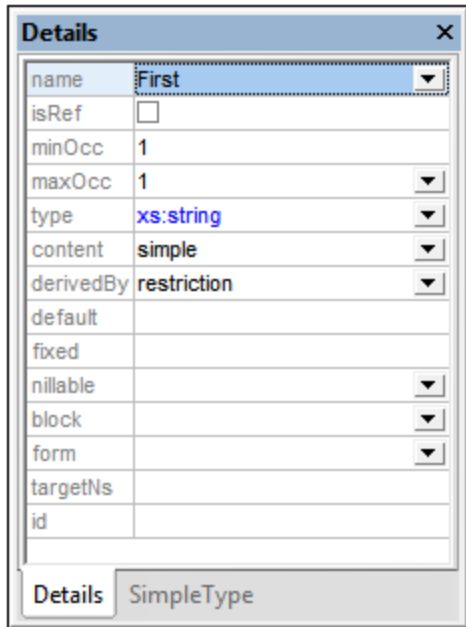 Details
name First
isRef
minOcc 1
maxOcc 1
type xs:string
content simple
derivedBy restriction
default
fixed
nillable
block
form
targetNs
id
Details SimpleType